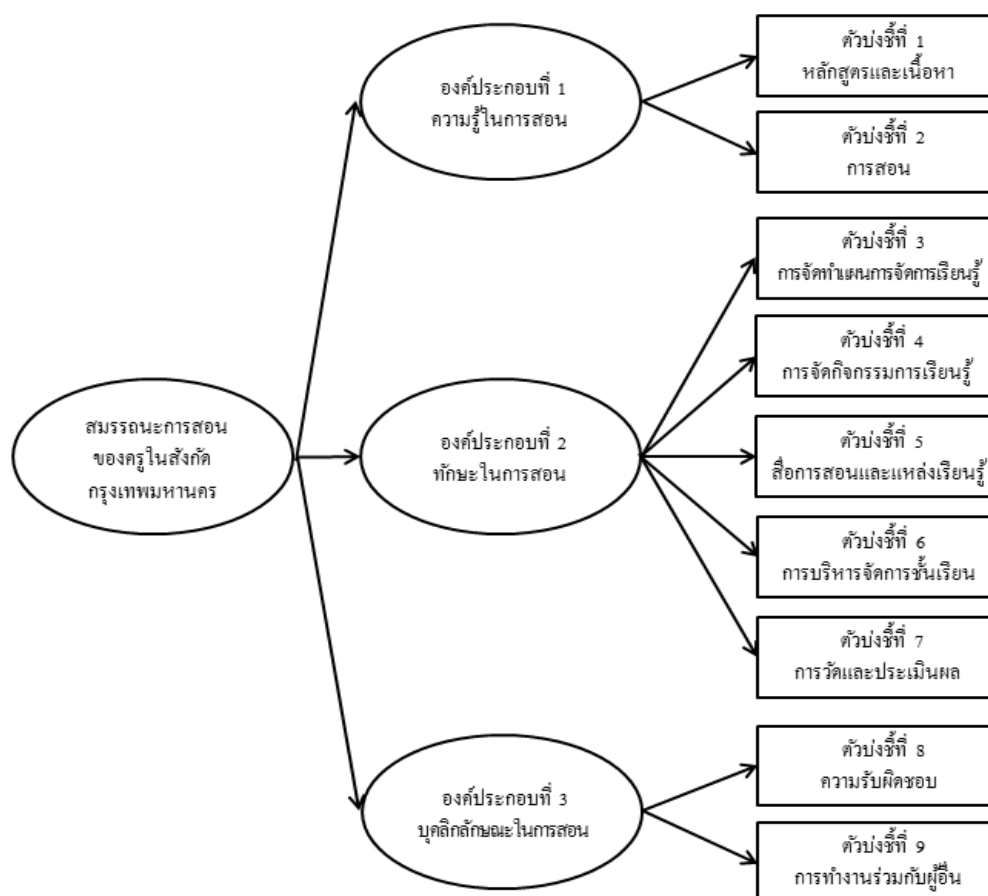 สมรรถนะการสอน
ของครูในสังกัด
กรุงเทพมหานคร
องค์ประกอบที่ 1
ความรู้ในการสอน
ตัวบ่งชี้ที่ 1
หลักสูตรและเนื้อหา
ตัวบ่งชี้ที่ 2
การสอน
องค์ประกอบที่ 2
ทักษะในการสอน
ตัวบ่งชี้ที่ 3
การจัดทำแผนการจัดการเรียนรู้
ตัวบ่งชี้ที่ 4
การจัดกิจกรรมการเรียนรู้
ตัวบ่งชี้ที่ 5
สื่อการสอนและแหล่งเรียนรู้
ตัวบ่งชี้ที่ 6
การบริหารจัดการชั้นเรียน
ตัวบ่งชี้ที่ 7
การวัดและประเมินผล
องค์ประกอบที่ 3
บุคลิกลักษณะในการสอน
ตัวบ่งชี้ที่ 8
ความรับผิดชอบ
ตัวบ่งชี้ที่ 9
การทำงานร่วมกับผู้อื่น